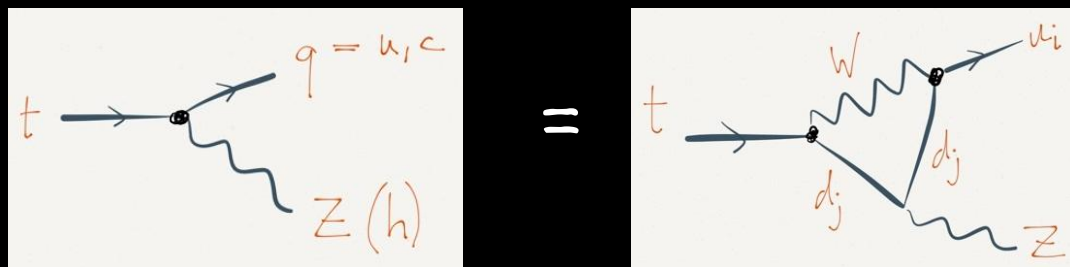 t
q = u, c
Z (h)
=
t
W
u_i
d_j
d_j
Z